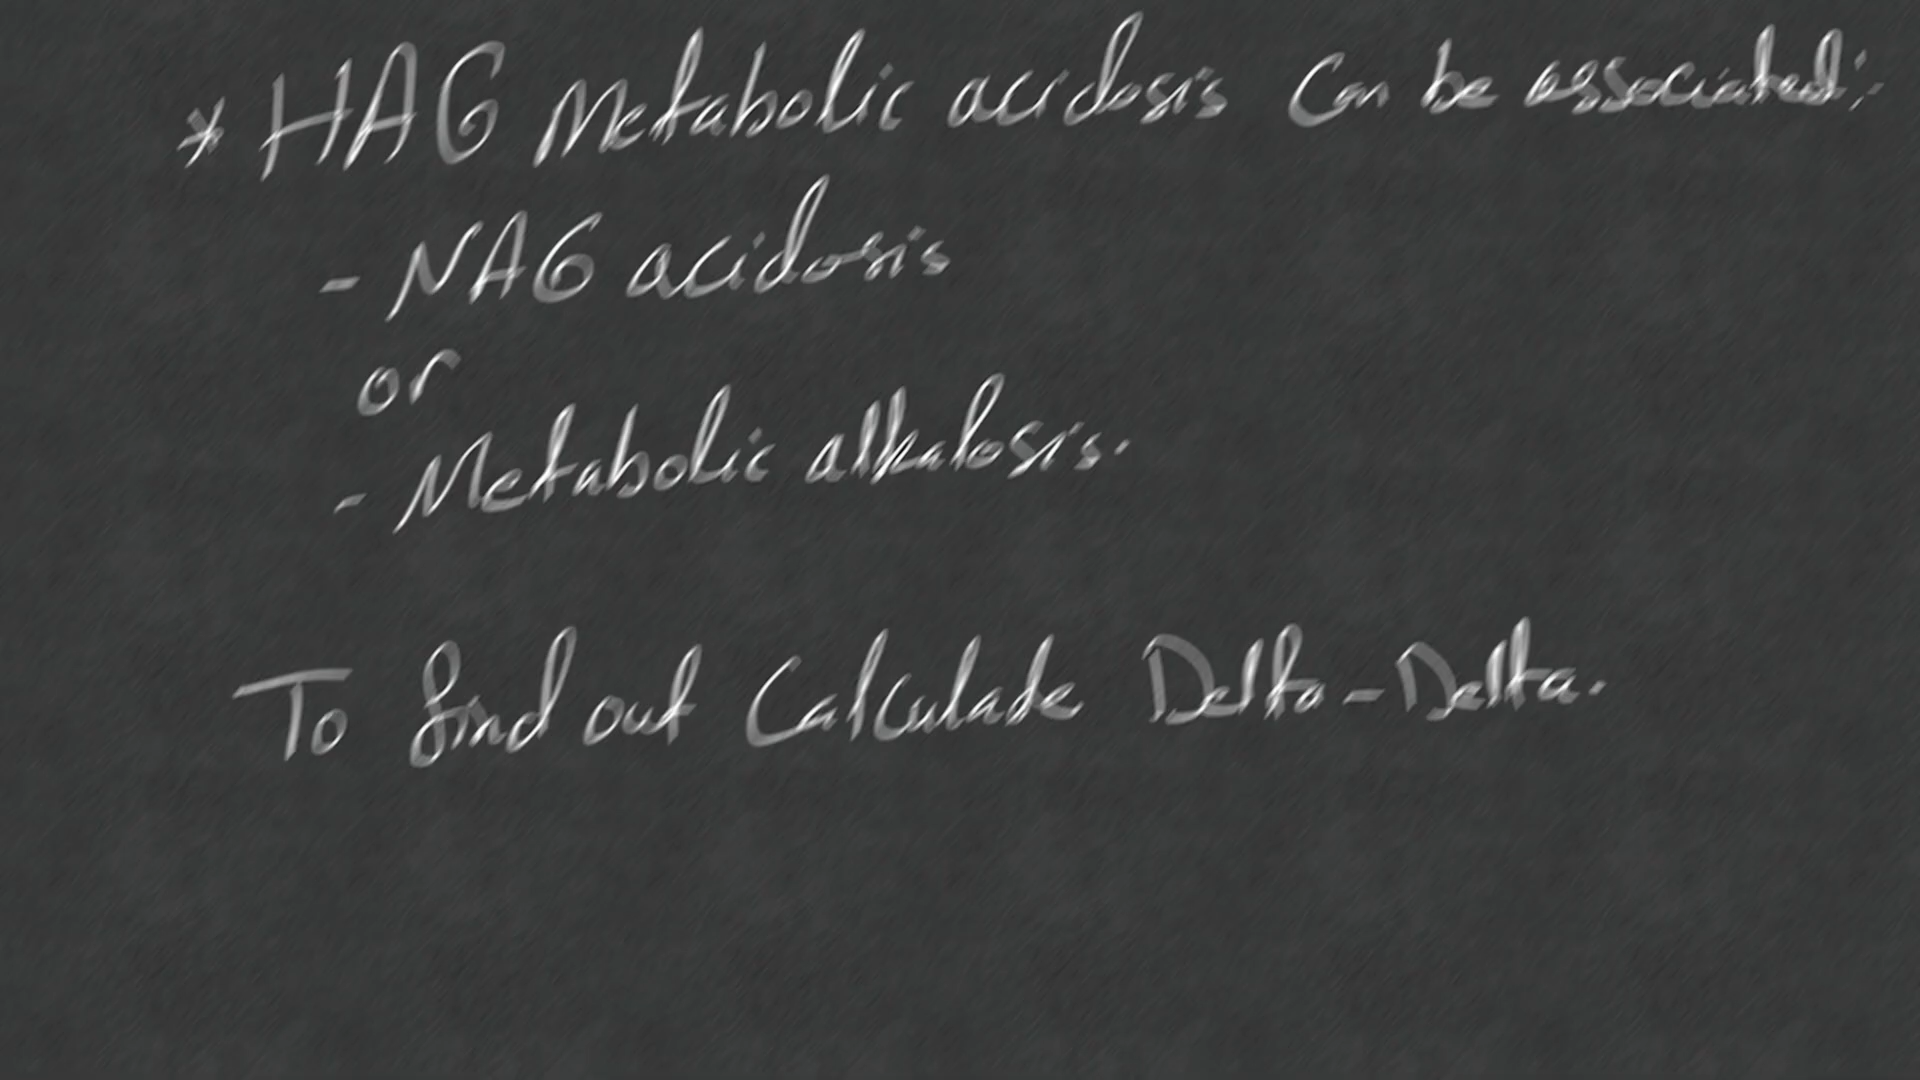 * HAG Metabolic acidosis Can be associated:-
- NAG acidosis
or
- Metabolic alkalosis.
To find out Calculate Delta-Delta.